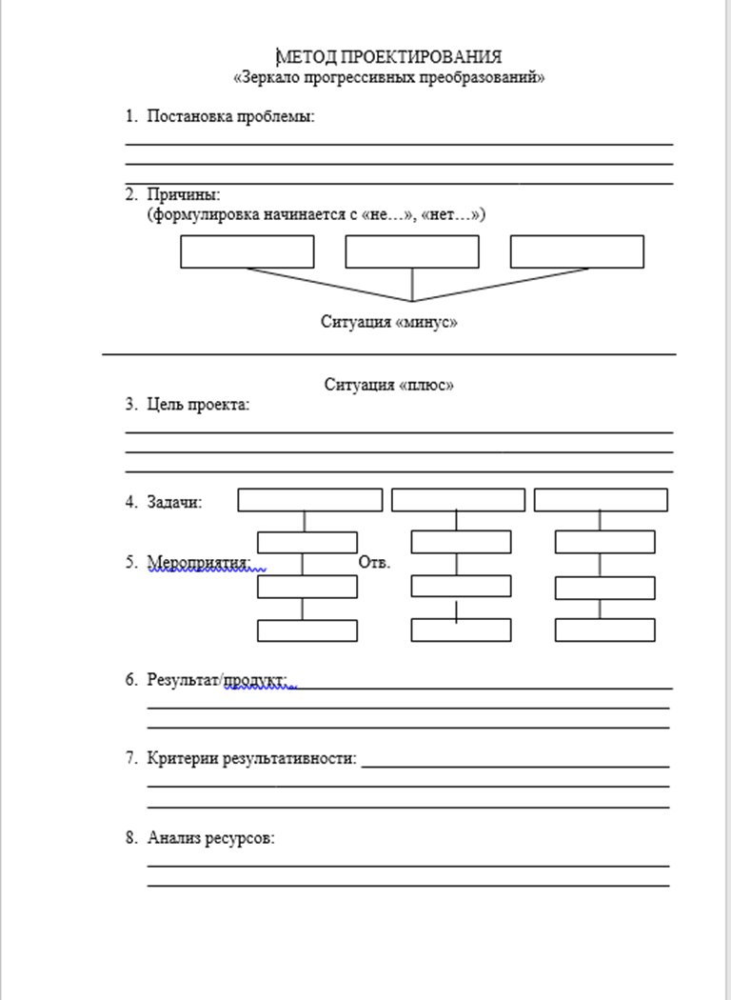 МЕТОД ПРОЕКТИРОВАНИЯ
«Зеркало прогрессивных преобразований»
1. Постановка проблемы:
2. Причины:
(формулировка начинается с «не…», «нет…»)
Ситуация «минус»
Ситуация «плюс»
3. Цель проекта:
4. Задачи:
5. Мероприятия: Отв.
6. Результат/продукт:
7. Критерии результативности:
8. Анализ ресурсов: